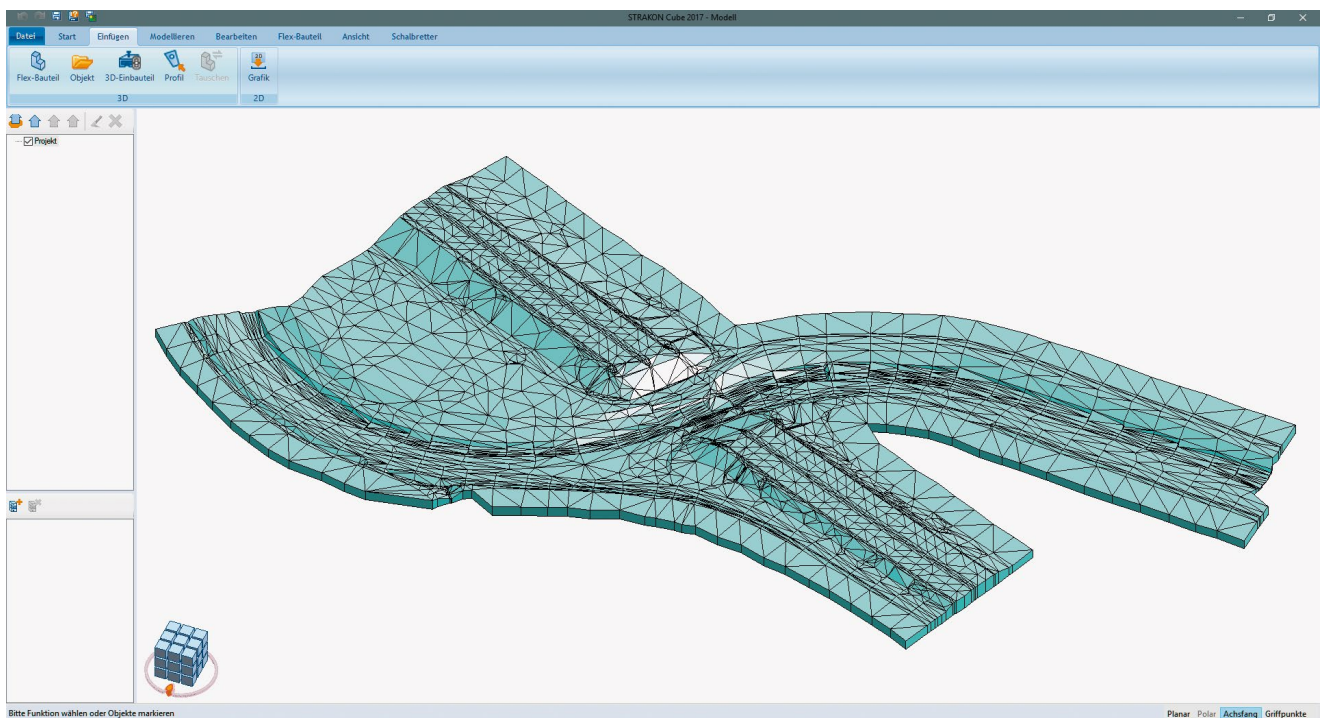 STRAKON Cube 2017 - Modell
Datei Start Einfügen Modellieren Bearbeiten Flex-Bauteil Ansicht Schalbretter
Flex-Bauteil Objekt 3D-Einbauteil Profil Tauschen Grafik
3D 2D
Projekt
Bitte Funktion wählen oder Objekte markieren Planar Polar Achsfang Griffpunkte